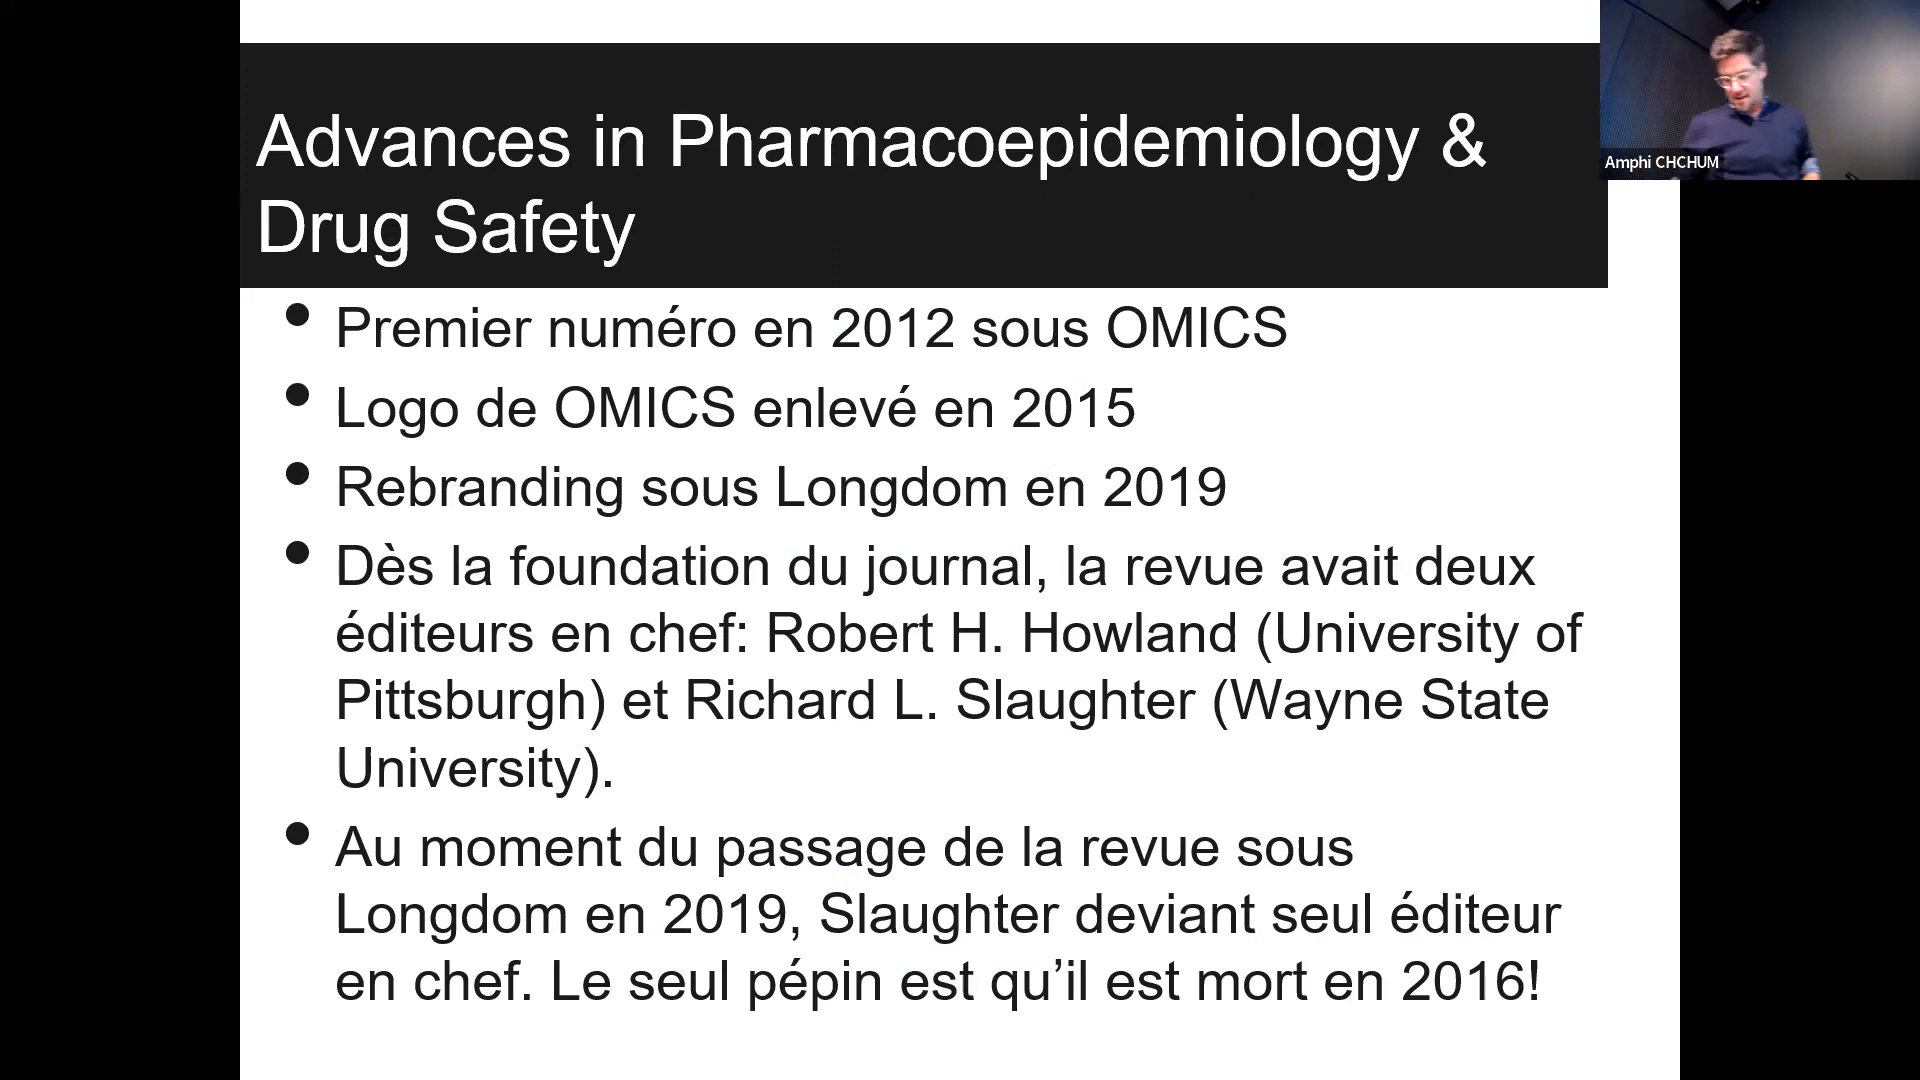 Advances in Pharmacoepidemiology &
Drug Safety
Amphi CHCHUM
• Premier numéro en 2012 sous OMICS
• Logo de OMICS enlevé en 2015
• Rebranding sous Longdom en 2019
• Dès la foundation du journal, la revue avait deux
éditeurs en chef: Robert H. Howland (University of
Pittsburgh) et Richard L. Slaughter (Wayne State
University).
• Au moment du passage de la revue sous
Longdom en 2019, Slaughter deviant seul éditeur
en chef. Le seul pépin est qu’il est mort en 2016!